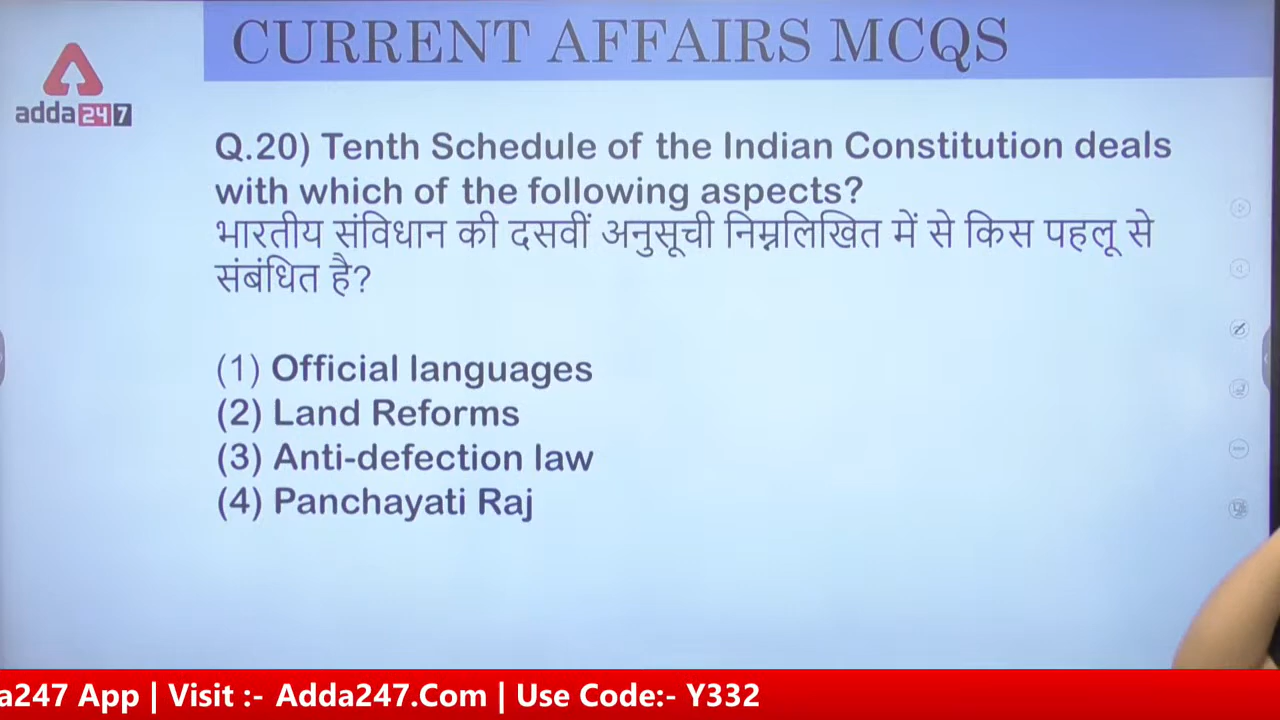 CURRENT AFFAIRS MCQS
adda247
Q.20) Tenth Schedule of the Indian Constitution deals
with which of the following aspects?
भारतीय संविधान की दसवीं अनुसूची निम्नलिखित में से किस पहलू से
संबंधित है?
(1) Official languages
(2) Land Reforms
(3) Anti-defection law
(4) Panchayati Raj
a247 App | Visit :- Adda247.Com | Use Code:- Y332